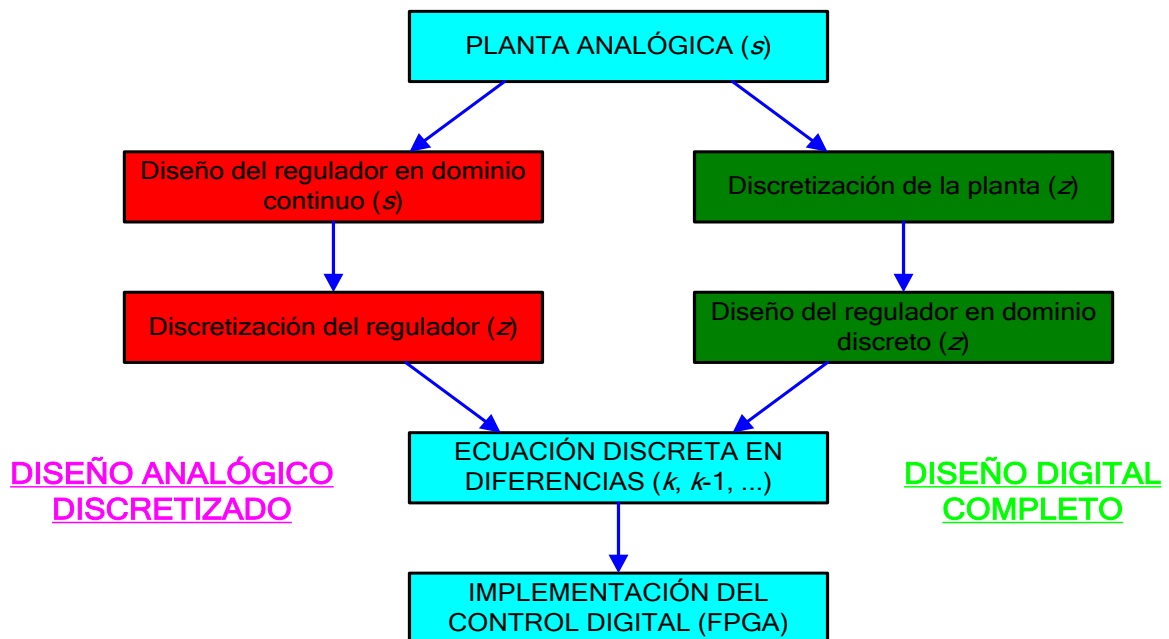 PLANTA ANALÓGICA (s)
Diseño del regulador en dominio
continuo (s)
Discretización de la planta (z)
Discretización del regulador (z)
Diseño del regulador en dominio
discreto (z)
DISEÑO ANALÓGICO
DISCRETIZADO
ECUACIÓN DISCRETA EN
DIFERENCIAS (k, k-1, ...)
DISEÑO DIGITAL
COMPLETO
IMPLEMENTACIÓN DEL
CONTROL DIGITAL (FPGA)